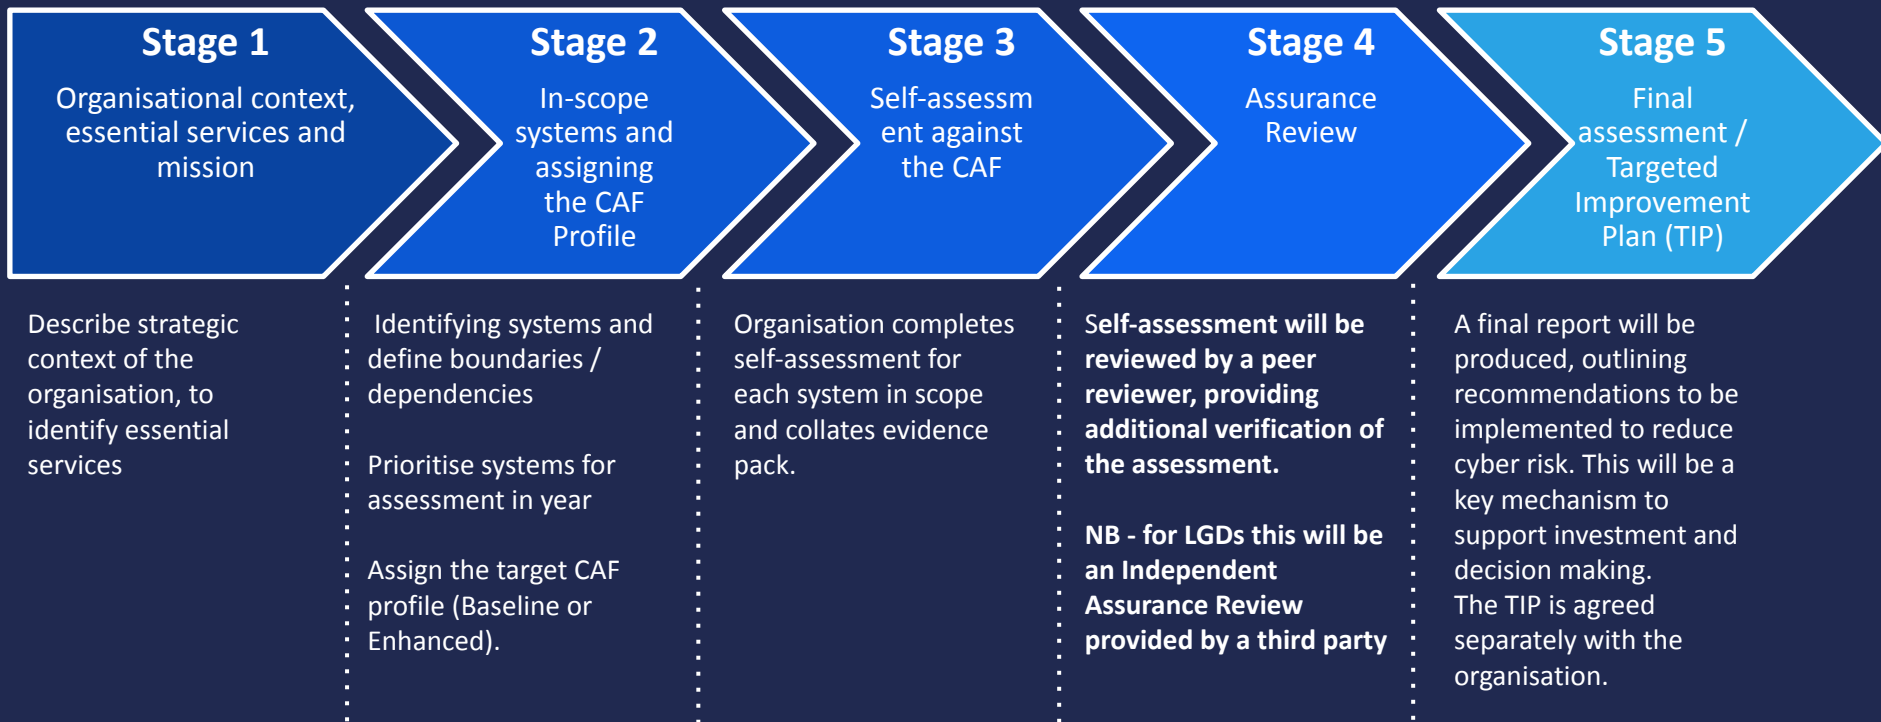 Stage 1
Organisational context,
essential services and
mission
Stage 2
In-scope
systems and
assigning
the CAF
Profile
Stage 3
Self-assessm
ent against
the CAF
Stage 4
Assurance
Review
Stage 5
Final
assessment /
Targeted
Improvement
Plan (TIP)
Describe strategic
context of the
organisation, to
identify essential
services
Identifying systems and
define boundaries /
dependencies
Prioritise systems for
assessment in year
Assign the target CAF
profile (Baseline or
Enhanced).
Organisation completes
self-assessment for
each system in scope
and collates evidence
pack.
Self-assessment will be
reviewed by a peer
reviewer, providing
additional verification of
the assessment.
NB - for LGDs this will be
an Independent
Assurance Review
provided by a third party
A final report will be
produced, outlining
recommendations to be
implemented to reduce
cyber risk. This will be a
key mechanism to
support investment and
decision making.
The TIP is agreed
separately with the
organisation.